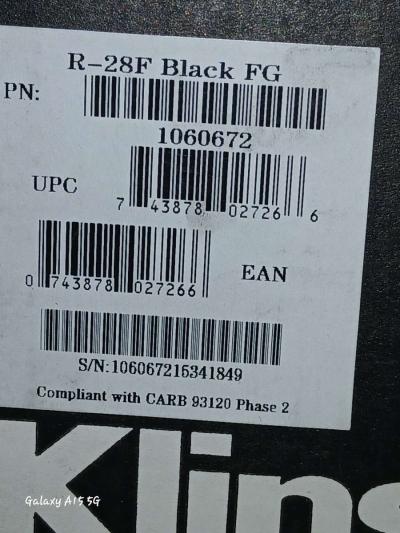 R-28F Black FG
PN:
1060672
UPC
7 43878 02726 6
0 743878 027266
EAN
S/N:106067215341849
Compliant with CARB 93120 Phase 2
Klips
Galaxy A15 5G